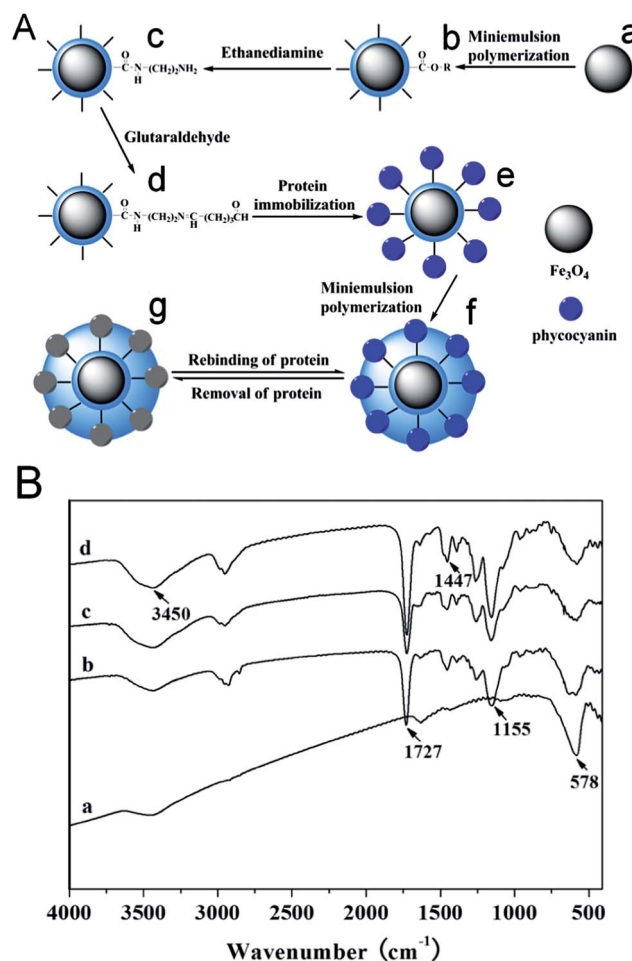 A
c
Ethanediamine
b
Miniemulsion
polymerization
a
O
C-N-(CH2)2NH2
H
O
C-O-R
Glutaraldehyde
d
Protein
immobilization
e
O
C-N-(CH2)2N-C-(CH2)3CH
H
H
O
Fe3O4
Miniemulsion
polymerization
phycocyanin
g
f
Rebinding of protein
Removal of protein
B
d
1447
3450
c
b
1155
1727
578
a
4000 3500 3000 2500 2000 1500 1000 500
Wavenumber (cm-1)